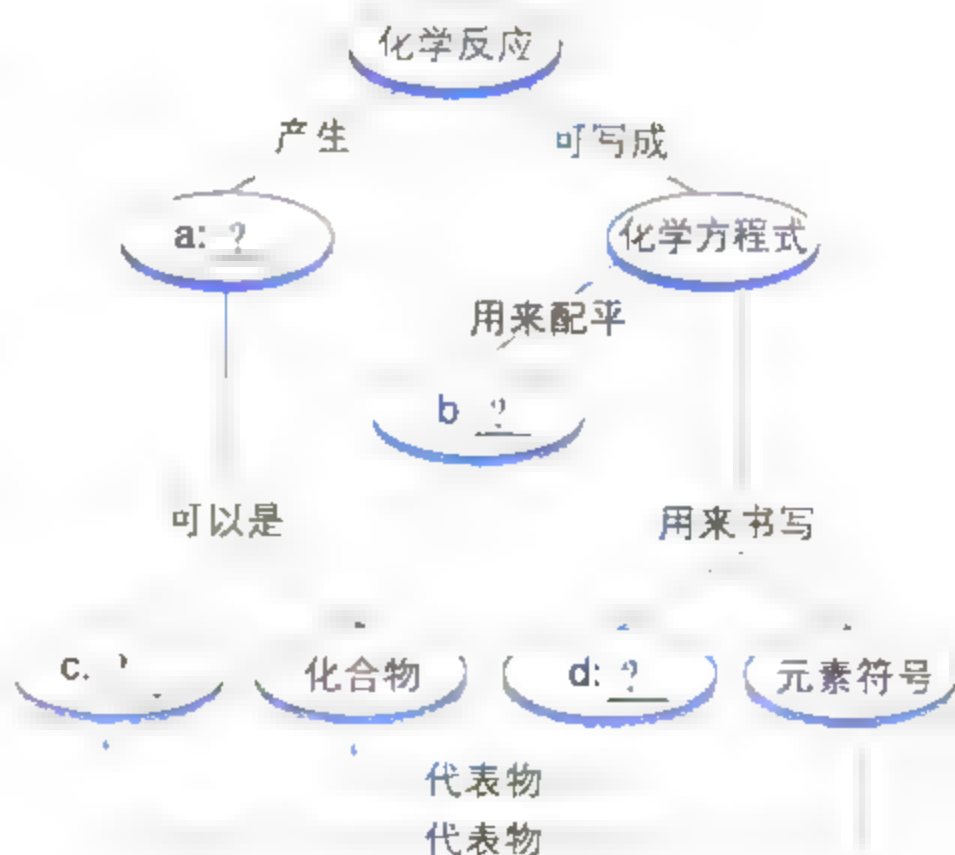 化学反应
产生 可写成
a: ? 化学方程式
用来配平
b ?
可以是 用来书写
c. 化合物 d: ? 元素符号
代表物
代表物